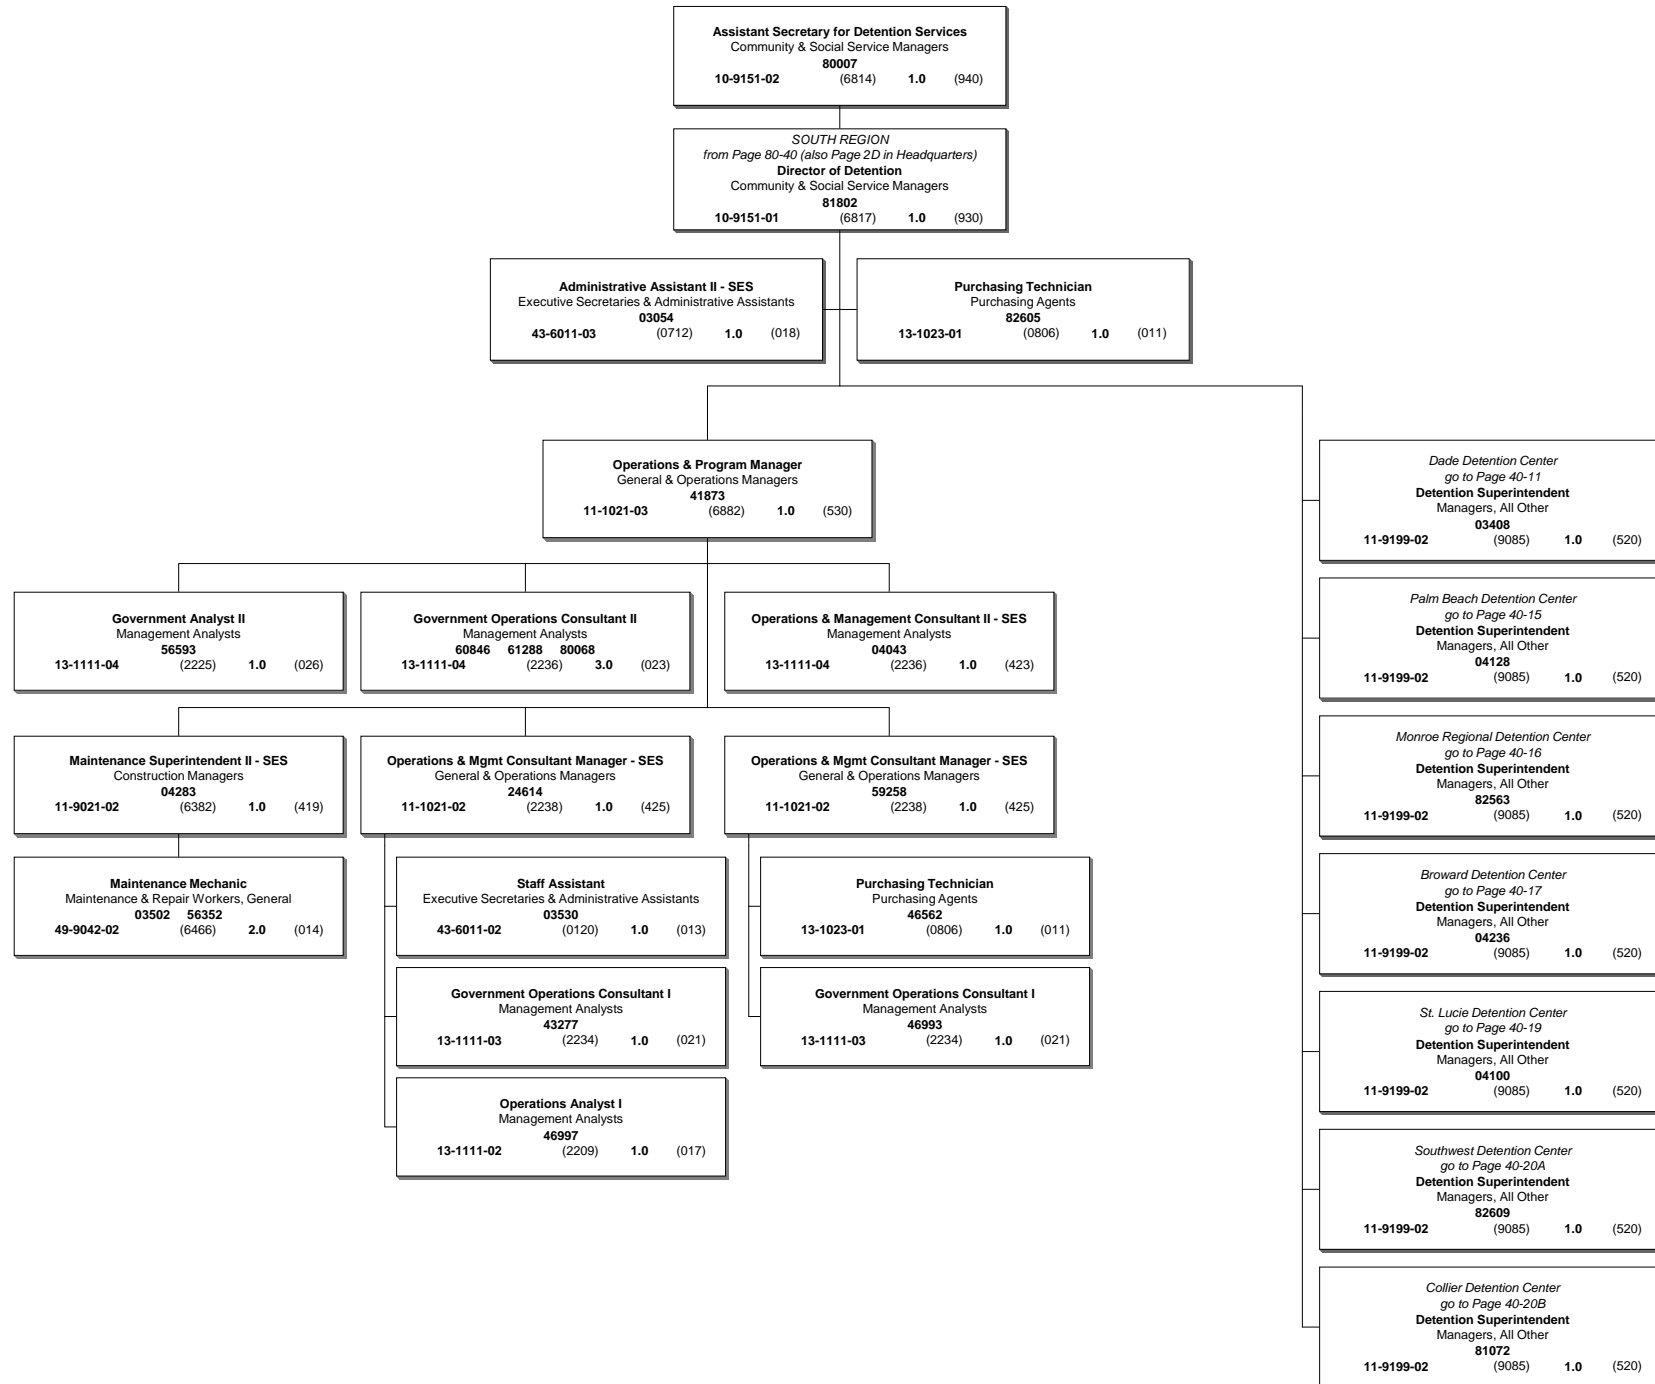 Assistant Secretary for Detention Services
Community & Social Service Managers
80007
10-9151-02 (6814) 1.0 (940)
SOUTH REGION
from Page 80-40 (also Page 2D in Headquarters)
Director of Detention
Community & Social Service Managers
81802
10-9151-01 (6817) 1.0 (930)
Administrative Assistant II - SES
Executive Secretaries & Administrative Assistants
03054
43-6011-03 (0712) 1.0 (018)
Purchasing Technician
Purchasing Agents
82605
13-1023-01 (0806) 1.0 (011)
Operations & Program Manager
General & Operations Managers
41873
11-1021-03 (6882) 1.0 (530)
Government Analyst II
Management Analysts
56593
13-1111-04 (2225) 1.0 (026)
Government Operations Consultant II
Management Analysts
60846 61288 80068
13-1111-04 (2236) 3.0 (023)
Operations & Management Consultant II - SES
Management Analysts
04043
13-1111-04 (2236) 1.0 (423)
Maintenance Superintendent II - SES
Construction Managers
04283
11-9021-02 (6382) 1.0 (419)
Operations & Mgmt Consultant Manager - SES
General & Operations Managers
24614
11-1021-02 (2238) 1.0 (425)
Operations & Mgmt Consultant Manager - SES
General & Operations Managers
59258
11-1021-02 (2238) 1.0 (425)
Maintenance Mechanic
Maintenance & Repair Workers, General
03502 56352
49-9042-02 (6466) 2.0 (014)
Staff Assistant
Executive Secretaries & Administrative Assistants
03530
43-6011-02 (0120) 1.0 (013)
Purchasing Technician
Purchasing Agents
46562
13-1023-01 (0806) 1.0 (011)
Government Operations Consultant I
Management Analysts
43277
13-1111-03 (2234) 1.0 (021)
Government Operations Consultant I
Management Analysts
46993
13-1111-03 (2234) 1.0 (021)
Operations Analyst I
Management Analysts
46997
13-1111-02 (2209) 1.0 (017)
Dade Detention Center
go to Page 40-11
Detention Superintendent
Managers, All Other
03408
11-9199-02 (9085) 1.0 (520)
Palm Beach Detention Center
go to Page 40-15
Detention Superintendent
Managers, All Other
04128
11-9199-02 (9085) 1.0 (520)
Monroe Regional Detention Center
go to Page 40-16
Detention Superintendent
Managers, All Other
82563
11-9199-02 (9085) 1.0 (520)
Broward Detention Center
go to Page 40-17
Detention Superintendent
Managers, All Other
04236
11-9199-02 (9085) 1.0 (520)
St. Lucie Detention Center
go to Page 40-19
Detention Superintendent
Managers, All Other
04100
11-9199-02 (9085) 1.0 (520)
Southwest Detention Center
go to Page 40-20A
Detention Superintendent
Managers, All Other
82609
11-9199-02 (9085) 1.0 (520)
Collier Detention Center
go to Page 40-20B
Detention Superintendent
Managers, All Other
81072
11-9199-02 (9085) 1.0 (520)